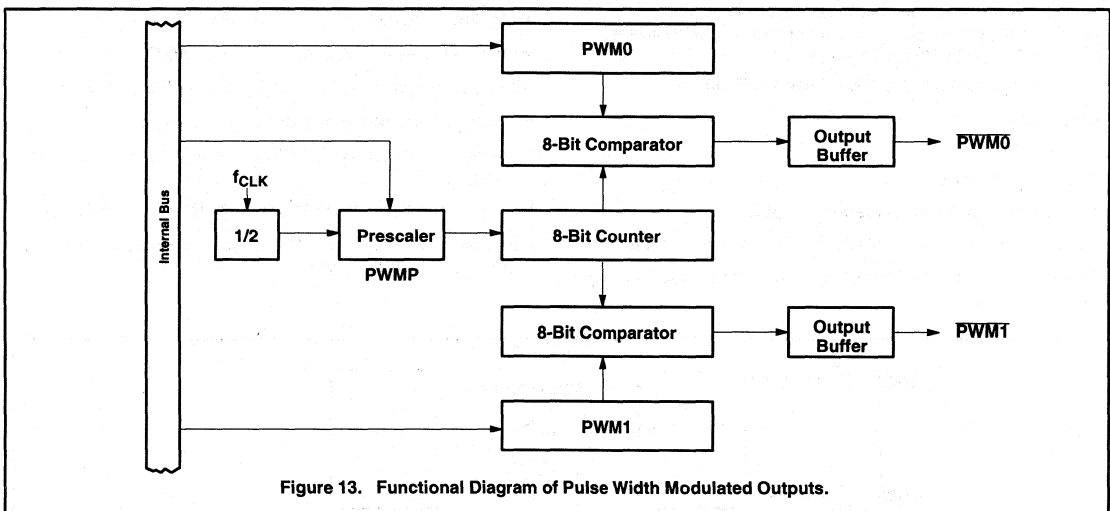 PWM0
8-Bit Comparator
Output
Buffer
PWM0
Internal Bus
fCLK
1/2
Prescaler
PWMP
8-Bit Counter
8-Bit Comparator
Output
Buffer
PWM1
PWM1
Figure 13. Functional Diagram of Pulse Width Modulated Outputs.